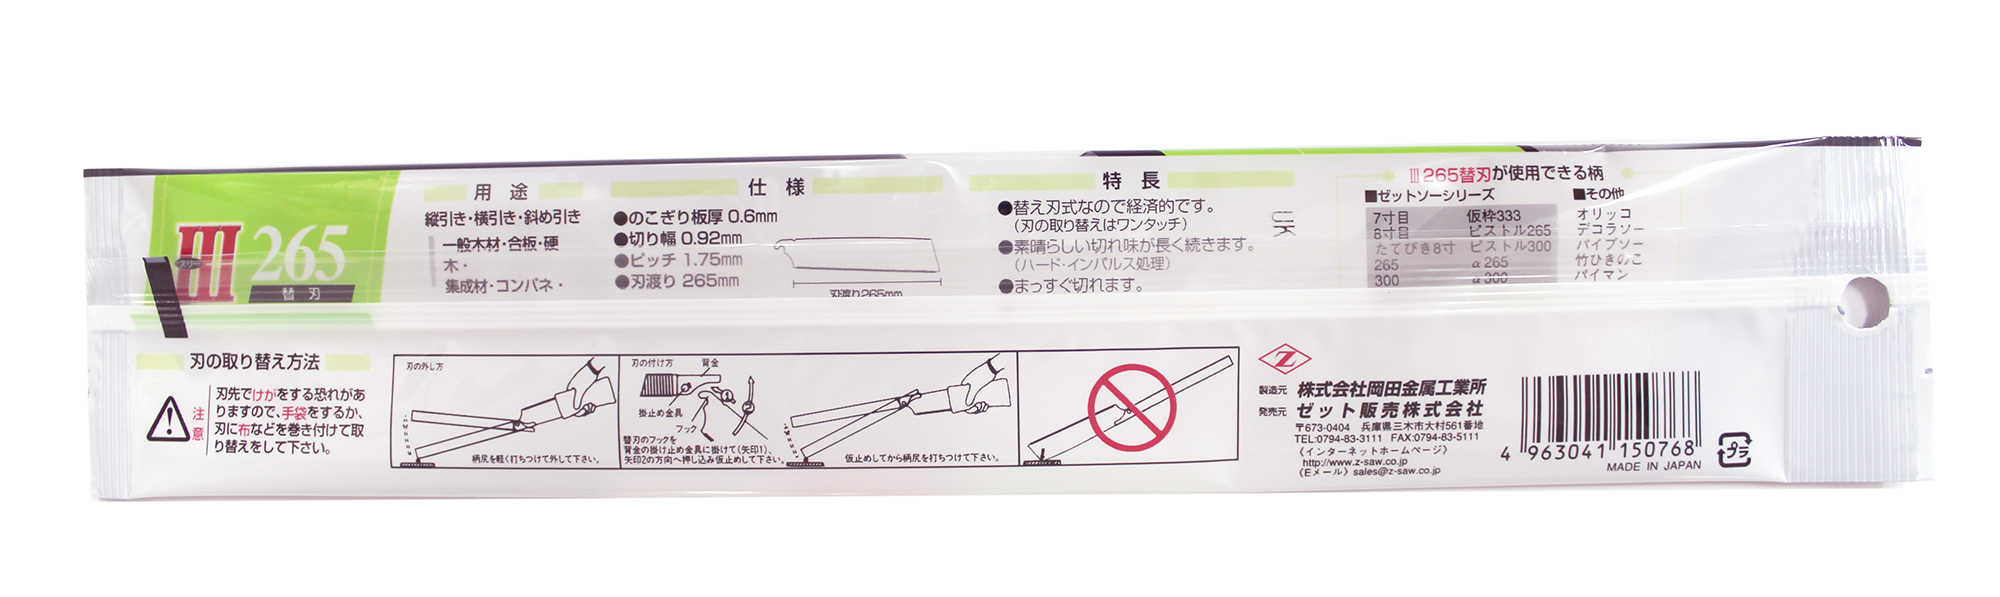 III
スリー
265
替刃
用途
縦引き・横引き・斜め引き
一般木材・合板・硬
木・
集成材・コンパネ・
仕様
●のこぎり板厚 0.6mm
●切り幅 0.92mm
●ピッチ 1.75mm
●刃渡り 265mm
刃渡り265mm
特長
●替え刃式なので経済的です。
(刃の取り替えはワンタッチ)
●素晴らしい切れ味が長く続きます。
(ハード・インパルス処理)
●まっすぐ切れます。
UK
III 265替刃が使用できる柄
■ゼットソーシリーズ
7寸目 仮枠333
8寸目 ピストル265
たてびき8寸 ピストル300
265 α265
300 α300
■その他
オリッコ
デコラソー
パイプソー
竹ひきのこ
パイマン
刃の取り替え方法
注意
刃先でけがをする恐れがあ
りますので、手袋をするか、
刃に布などを巻き付けて取
り替えをして下さい。
刃の外し方
柄尻を軽く打ちつけて外して下さい。
刃の付け方
背金
掛止め金具
フック
1
2
替刃のフックを
背金の掛け止め金具に掛けて(矢印1)、
矢印2の方向へ押し込み仮止めして下さい。
仮止めしてから柄尻を打ちつけて下さい。
Z
製造元 株式会社岡田金属工業所
発売元 ゼット販売株式会社
〒673-0404 兵庫県三木市大村561番地
TEL:0794-83-3111 FAX:0794-83-5111
〈インターネットホームページ〉
http://www.z-saw.co.jp
〈Eメール〉sales@z-saw.co.jp
4 963041 150768
MADE IN JAPAN
プラ